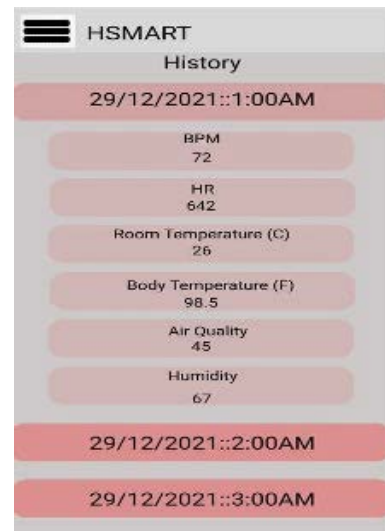 HSMART
History
29/12/2021::1:00AM
BPM
72
HR
642
Room Temperature (C)
26
Body Temperature (F)
98.5
Air Quality
45
Humidity
67
29/12/2021::2:00AM
29/12/2021::3:00AM